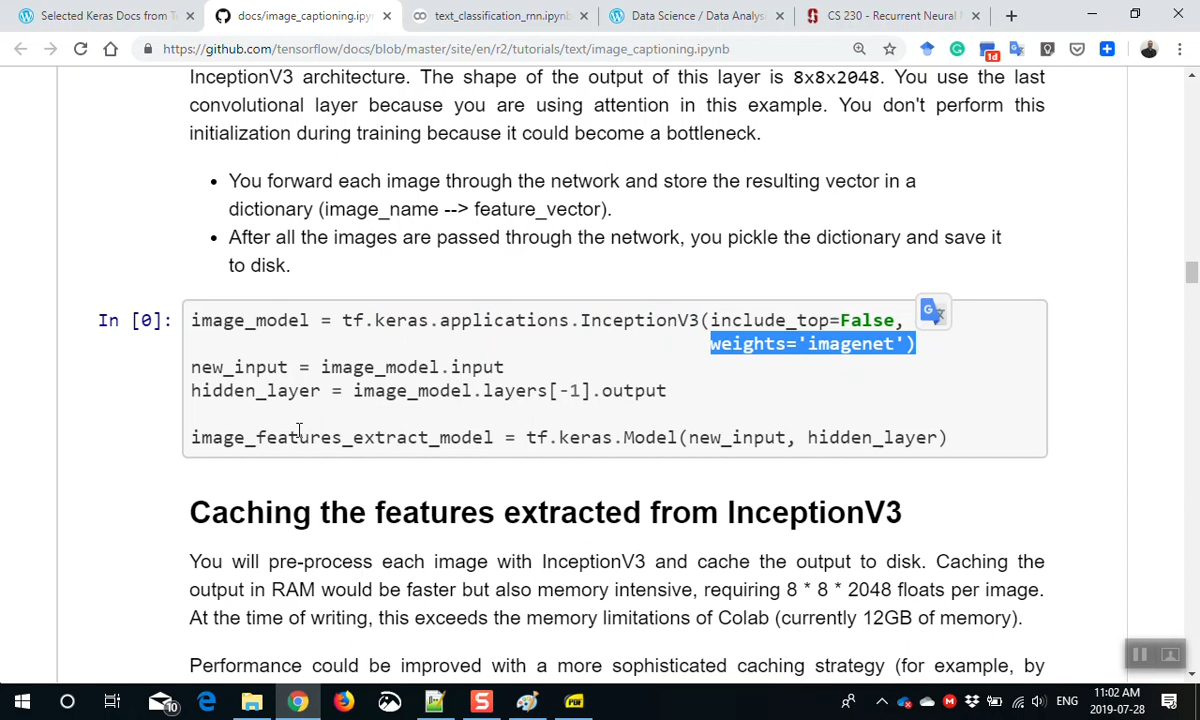 Selected Keras Docs from T
docs/image_captioning.ipy
text_classification_rnn.ipynb
Data Science / Data Analysi
CS 230 - Recurrent Neural
https://github.com/tensorflow/docs/blob/master/site/en/r2/tutorials/text/image_captioning.ipynb
1d
InceptionV3 architecture. The shape of the output of this layer is 8x8x2048. You use the last
convolutional layer because you are using attention in this example. You don't perform this
initialization during training because it could become a bottleneck.
• You forward each image through the network and store the resulting vector in a
dictionary (image_name --> feature_vector).
• After all the images are passed through the network, you pickle the dictionary and save it
to disk.
In [0]: image_model = tf.keras.applications.InceptionV3(include_top=False,
weights='imagenet')
new_input = image_model.input
hidden_layer = image_model.layers[-1].output
image_features_extract_model = tf.keras.Model(new_input, hidden_layer)
Caching the features extracted from InceptionV3
You will pre-process each image with InceptionV3 and cache the output to disk. Caching the
output in RAM would be faster but also memory intensive, requiring 8 * 8 * 2048 floats per image.
At the time of writing, this exceeds the memory limitations of Colab (currently 12GB of memory).
Performance could be improved with a more sophisticated caching strategy (for example, by
10
ENG
11:02 AM
2019-07-28